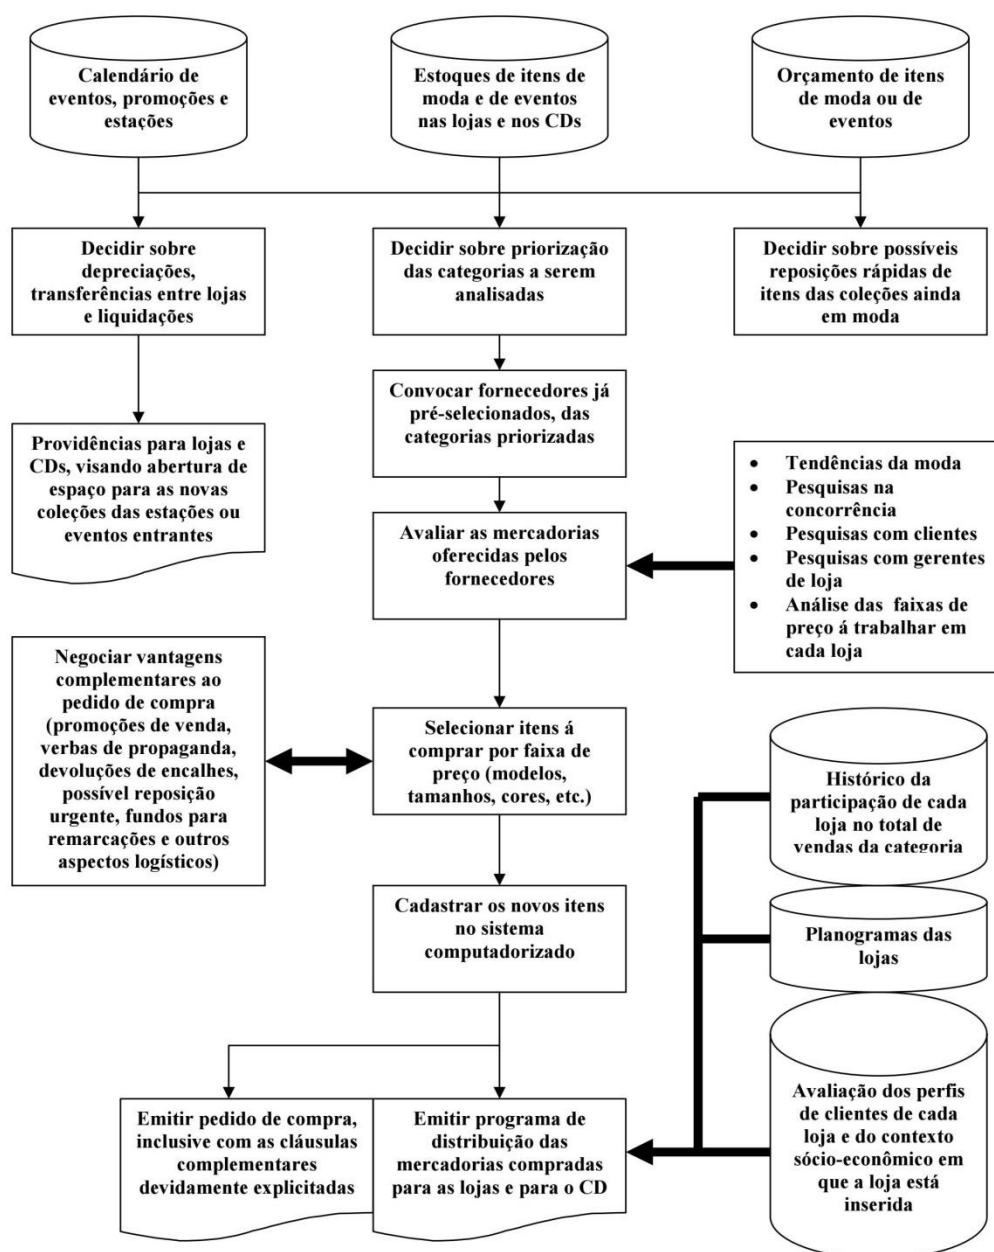 Calendário de
eventos, promoções e
estações
Estoques de itens de
moda e de eventos
nas lojas e nos CDs
Orçamento de itens
de moda ou de
eventos
Decidir sobre
depreciações,
transferências entre lojas
e liquidações
Decidir sobre priorização
das categorias a serem
analisadas
Decidir sobre possíveis
reposições rápidas de
itens das coleções ainda
em moda
Convocar fornecedores já
pré-selecionados, das
categorias priorizadas
Providências para lojas e
CDs, visando abertura de
espaço para as novas
coleções das estações ou
eventos entrantes
Avaliar as mercadorias
oferecidas pelos
fornecedores
• Tendências da moda
• Pesquisas na
concorrência
• Pesquisas com clientes
• Pesquisas com gerentes
de loja
• Análise das faixas de
preço á trabalhar em
cada loja
Negociar vantagens
complementares ao
pedido de compra
(promoções de venda,
verbas de propaganda,
devoluções de encalhes,
possível reposição
urgente, fundos para
remarcações e outros
aspectos logísticos)
Selecionar itens á
comprar por faixa de
preço (modelos,
tamanhos, cores, etc.)
Histórico da
participação de cada
loja no total de
vendas da categoria
Cadastrar os novos itens
no sistema
computadorizado
Planogramas das
lojas
Emitir pedido de compra,
inclusive com as cláusulas
complementares
devidamente explicitadas
Emitir programa de
distribuição das
mercadorias compradas
para as lojas e para o CD
Avaliação dos perfis
de clientes de cada
loja e do contexto
sócio-econômico em
que a loja está
inserida